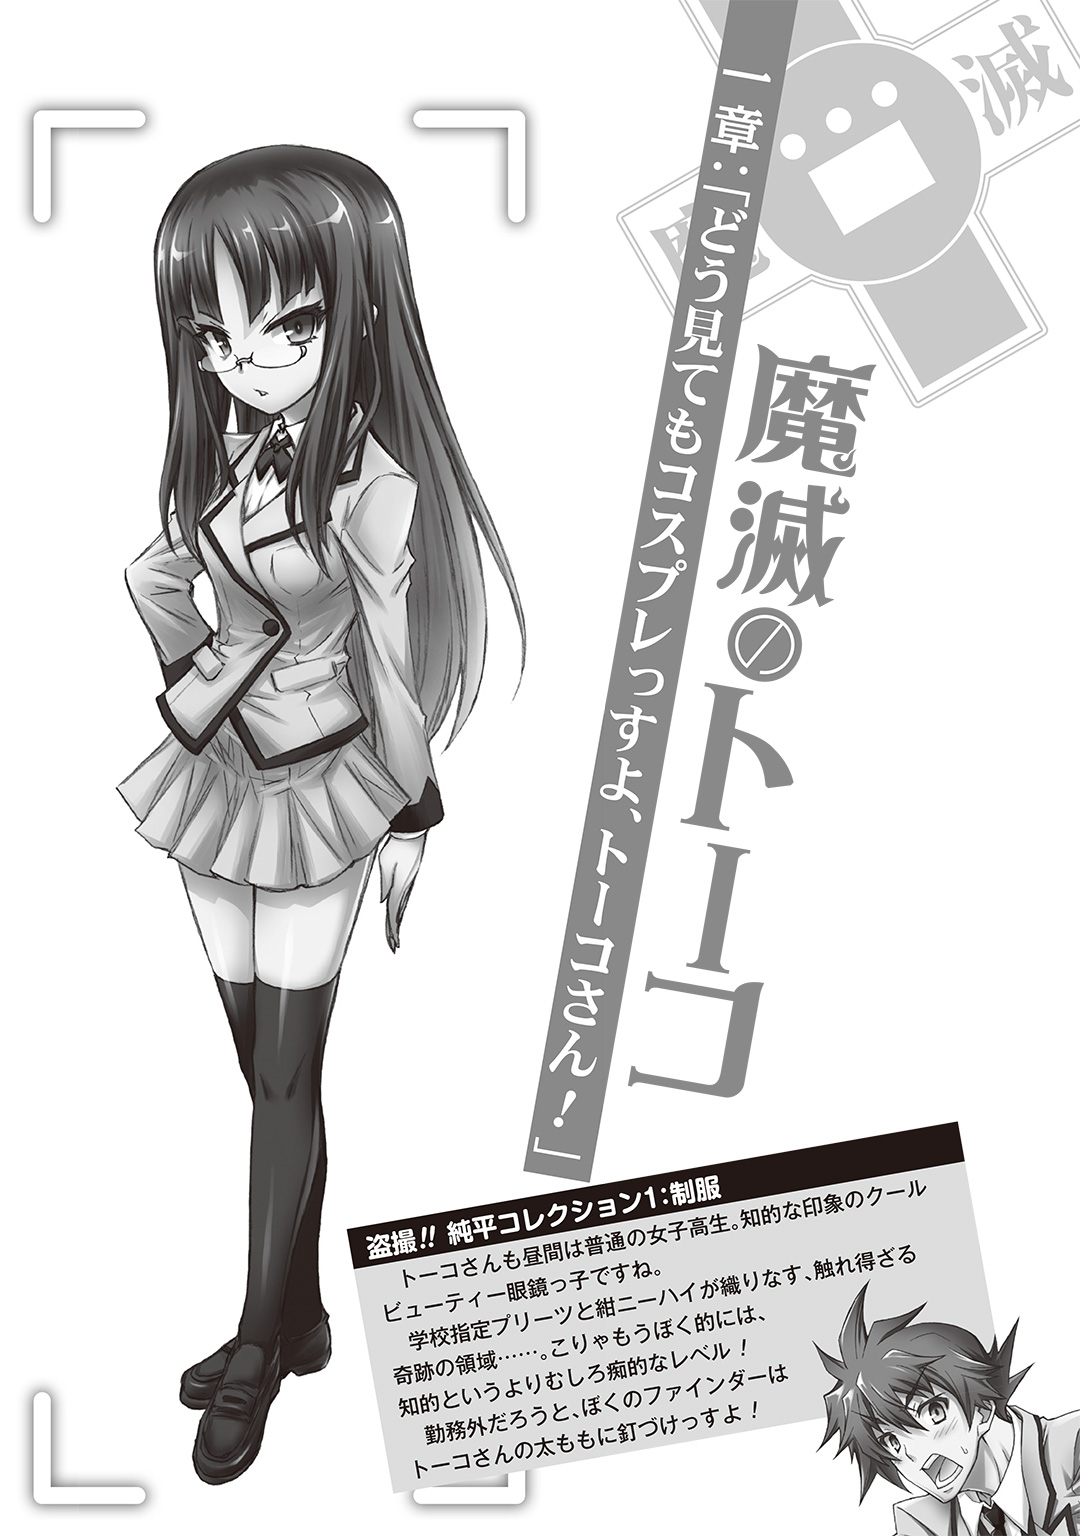 魔滅
魔滅のトーコ
一章:「どう見てもコスプレっすよ、トーコさん!」
盗撮!! 純平コレクション1:制服
トーコさんも昼間は普通の女子高生。知的な印象のクール
ビューティー眼鏡っ子ですね。
学校指定プリーツと紺ニーハイが織りなす、触れ得ざる
奇跡の領域……。こりゃもうぼく的には、
知的というよりむしろ痴的なレベル!
勤務外だろうと、ぼくのファインダーは
トーコさんの太ももに釘づけっすよ!